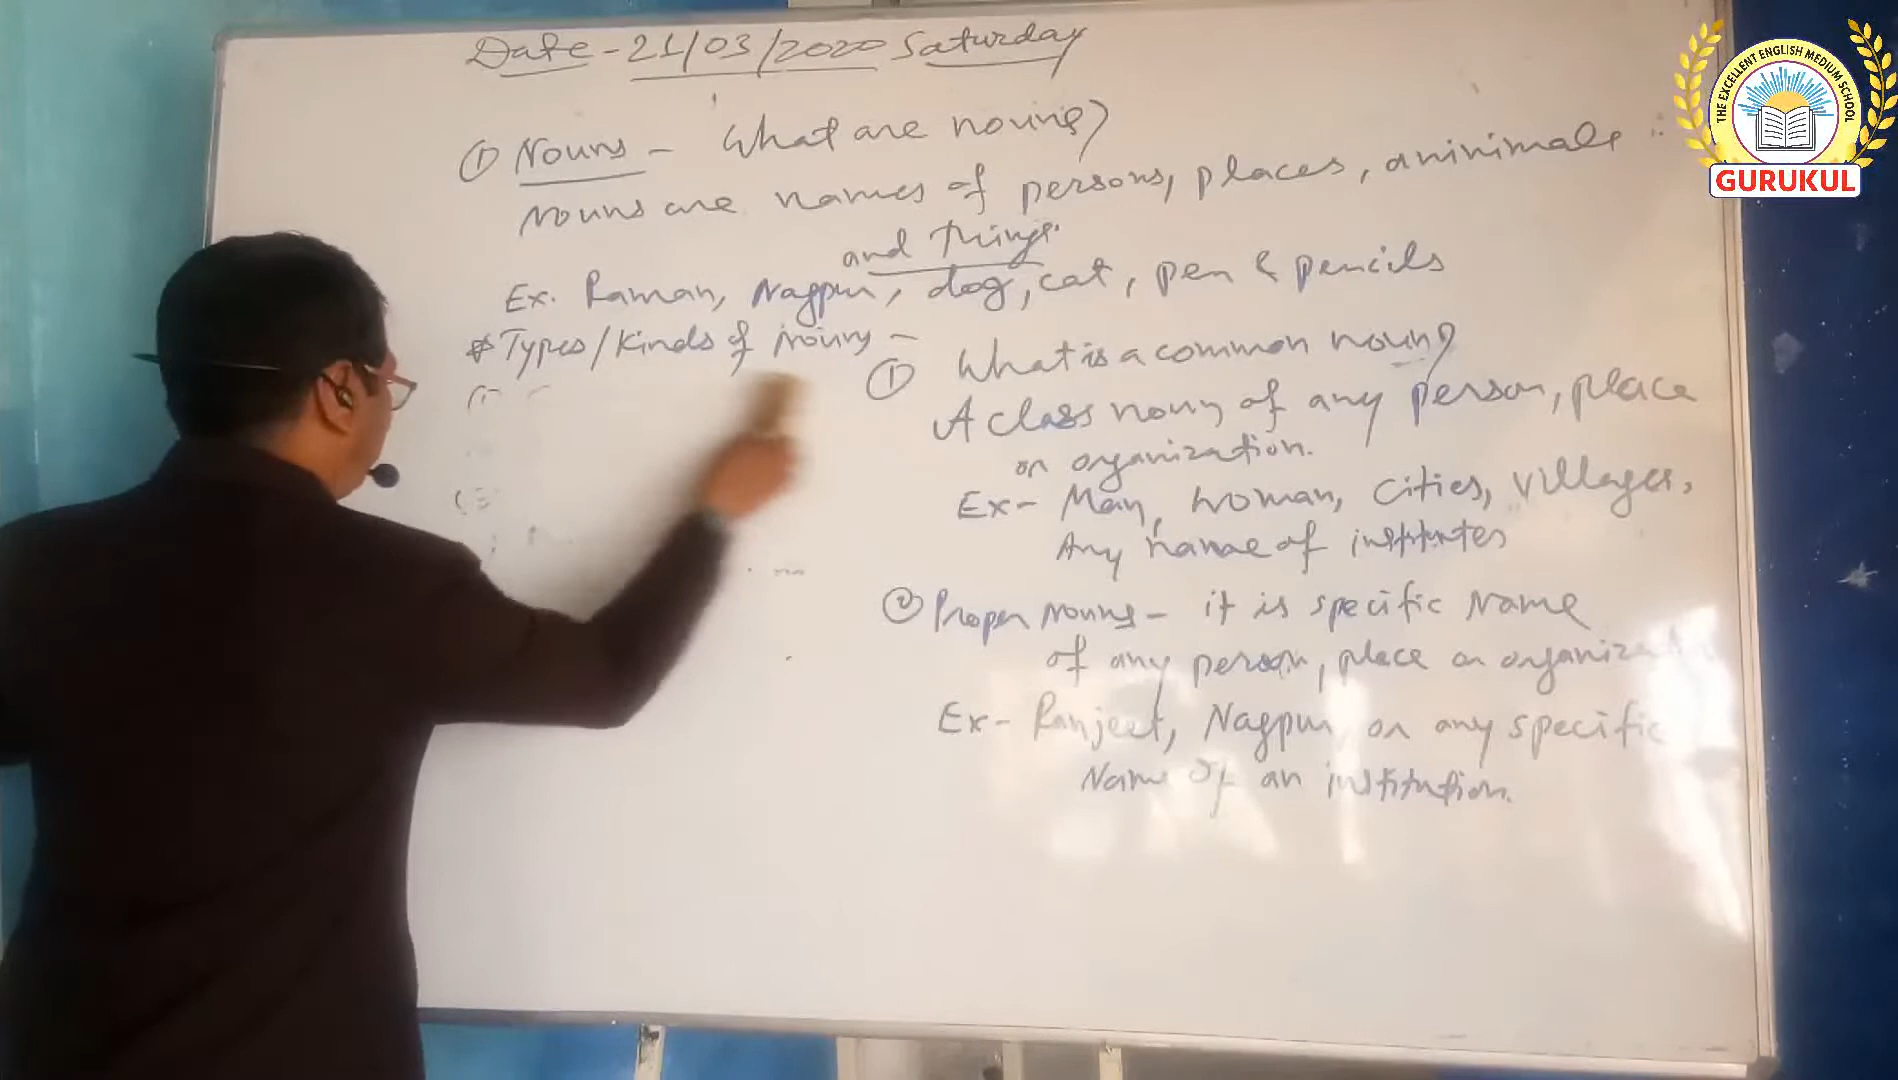 Date - 21/03/2020 Saturday
① Nouns - What are nouns?
Nouns are names of persons, places, aninimals
and things.
Ex. Raman, Nagpur, dog, cat, pen & pencils
* Types/Kinds of Nouns -
① What is a common noun?
A class noun of any person, place
or organization.
Ex- Man, woman, cities, villages,
Any name of institutes
② Proper Nouns - it is specific Name
of any person, place or
Ex- Ranjeet, Nagpur, or any specific
Name of an institution.
THE EXCELLENT ENGLISH MEDIUM SCHOOL
GURUKUL